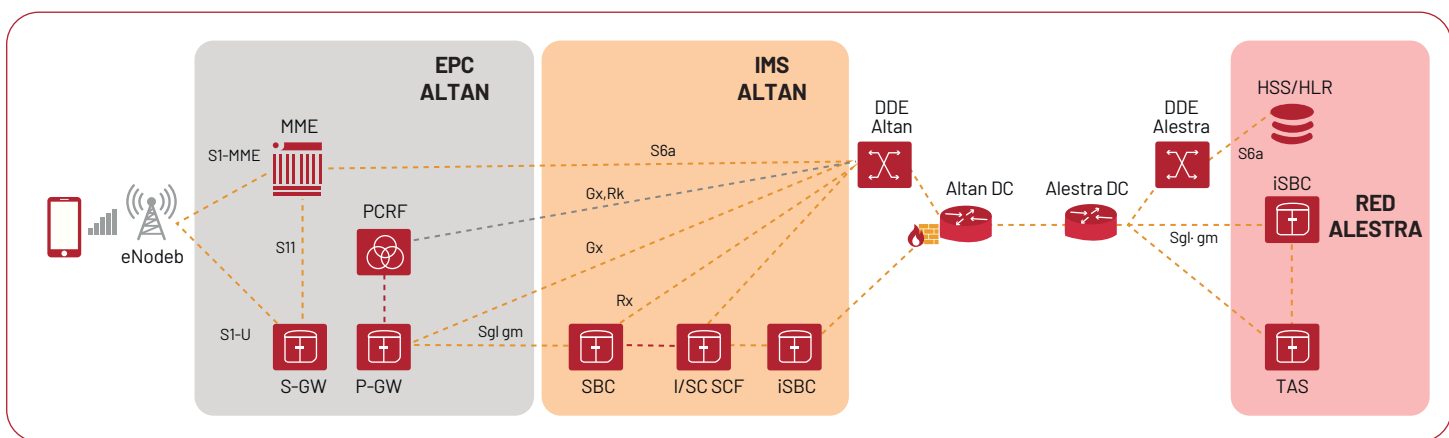 EPC
ALTAN
IMS
ALTAN
HSS/HLR
DDE
Altan
DDE
Alestra
MME
S1-MME
S6a
S6a
Gx,Rk
PCRF
Altan DC
Alestra DC
iSBC
RED
ALESTRA
eNodeb
S11
Gx
Sgl· gm
Rx
S1-U
Sgl gm
S-GW
P-GW
SBC
I/SC SCF
iSBC
TAS